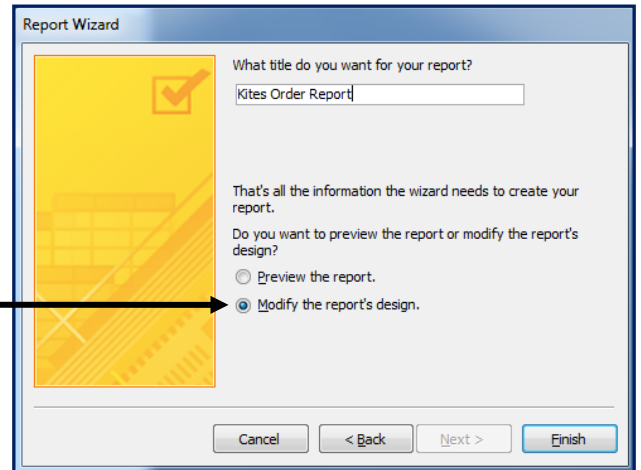 Report Wizard
What title do you want for your report?
Kites Order Report
That's all the information the wizard needs to create your
report.
Do you want to preview the report or modify the report's
design?
Preview the report.
Modify the report's design.
Cancel
< Back
Next >
Finish